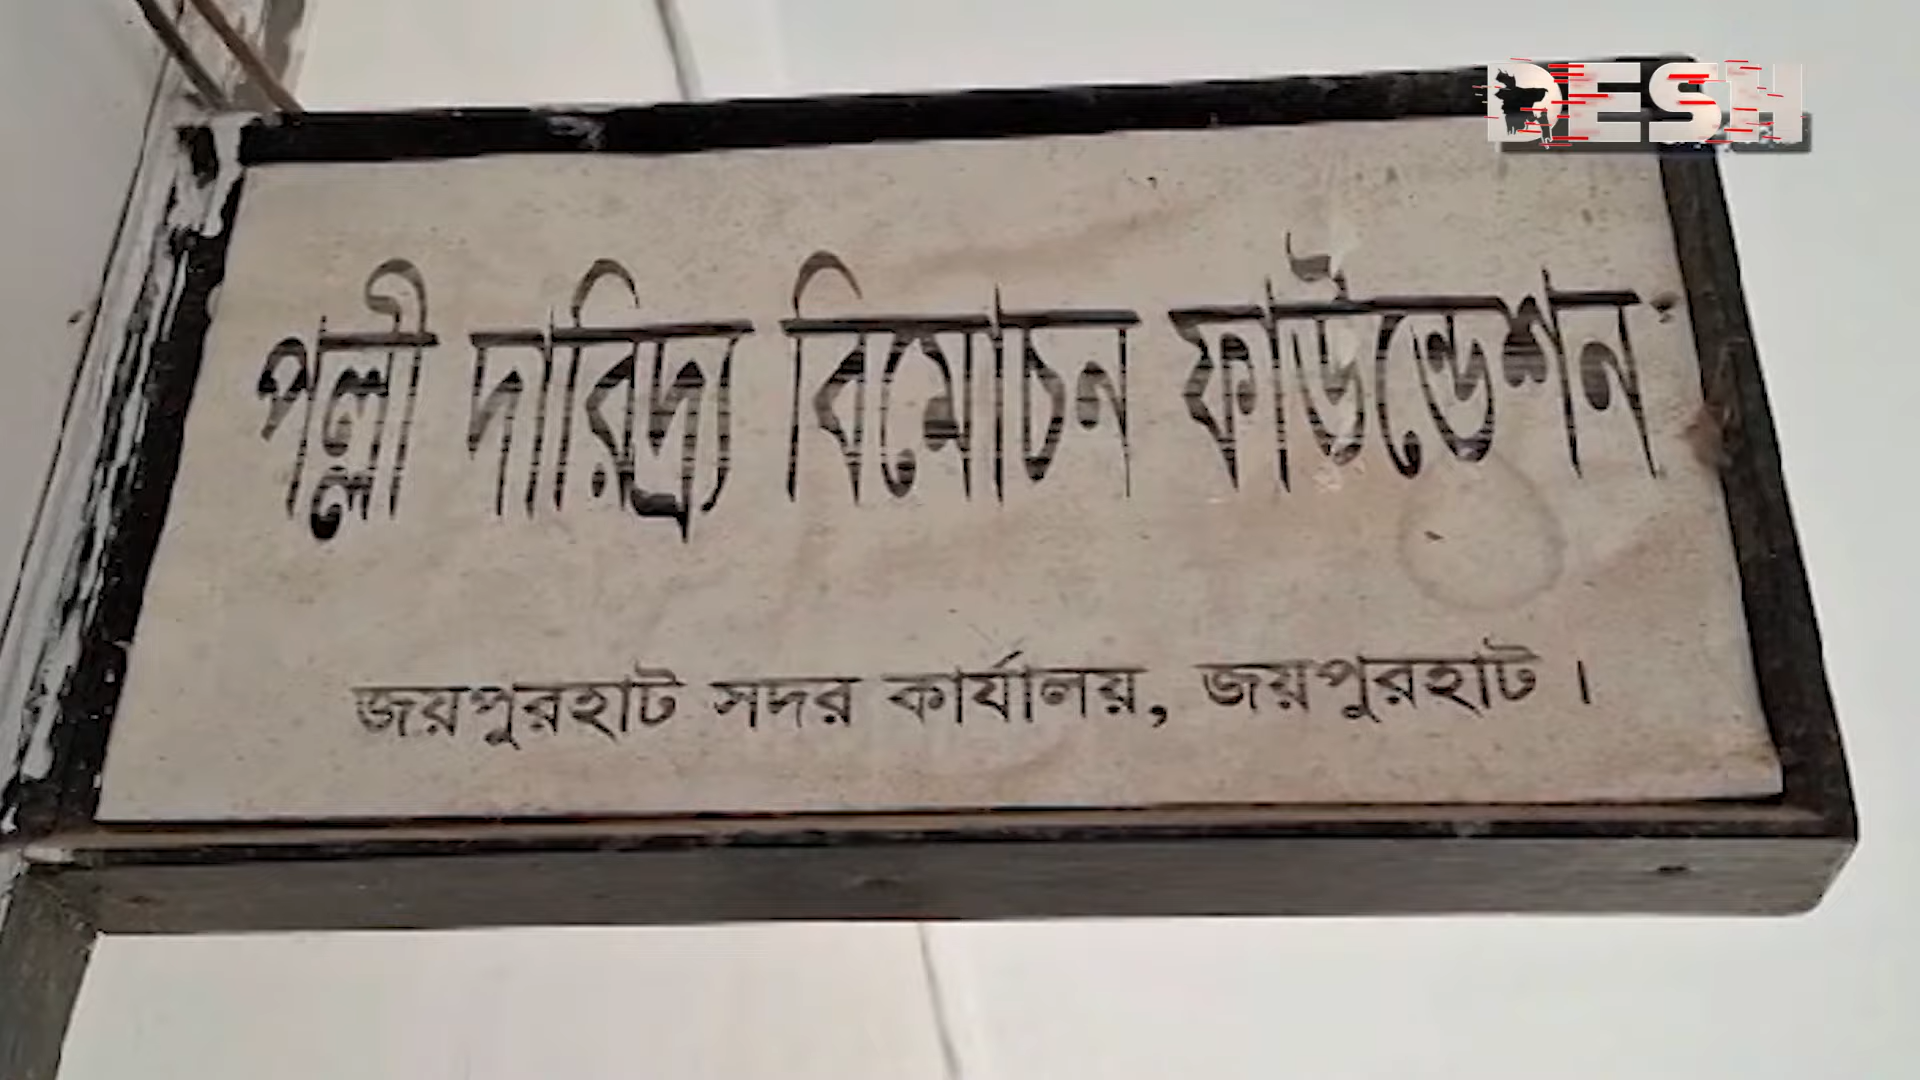 DESH
পল্লী দারিদ্র্য বিমোচন ফাউন্ডেশন
জয়পুরহাট সদর কার্যালয়, জয়পুরহাট।